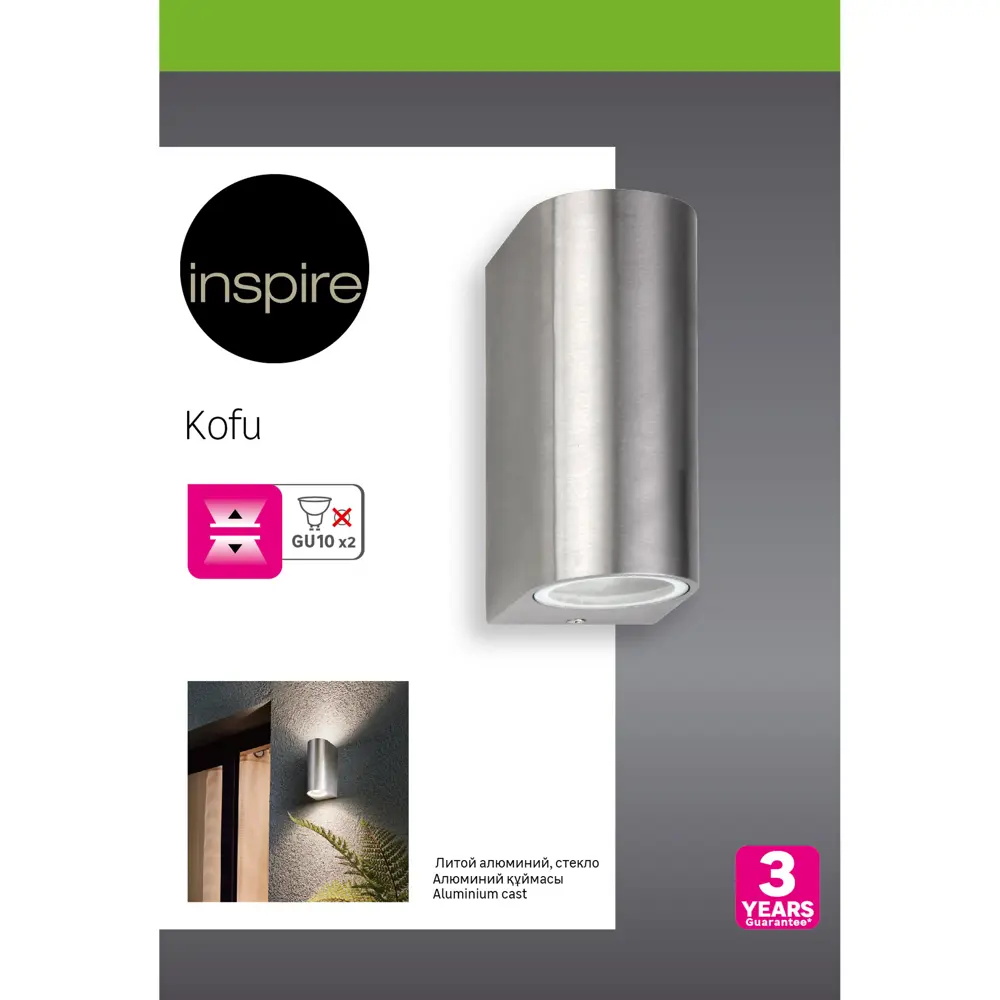 inspire
Kofu
GU10 x2
Литой алюминий, стекло
Алюминий құймасы
Aluminium cast
3
YEARS
Guarantee*